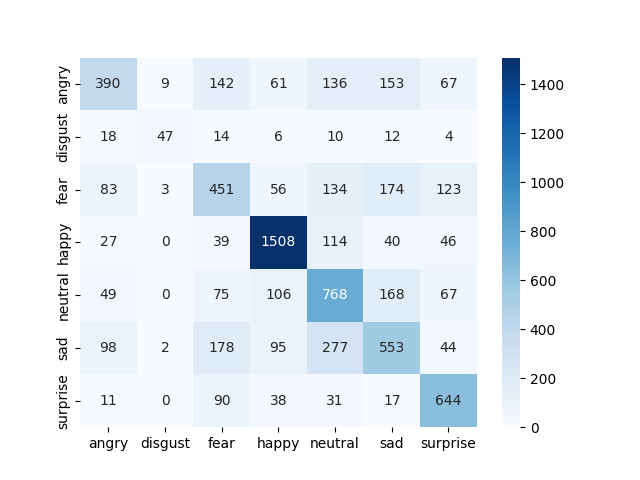 angry 390 9 142 61 136 153 67
disgust 18 47 14 6 10 12 4
fear 83 3 451 56 134 174 123
happy 27 0 39 1508 114 40 46
neutral 49 0 75 106 768 168 67
sad 98 2 178 95 277 553 44
surprise 11 0 90 38 31 17 644
angry disgust fear happy neutral sad surprise
1400
1200
1000
800
600
400
200
0